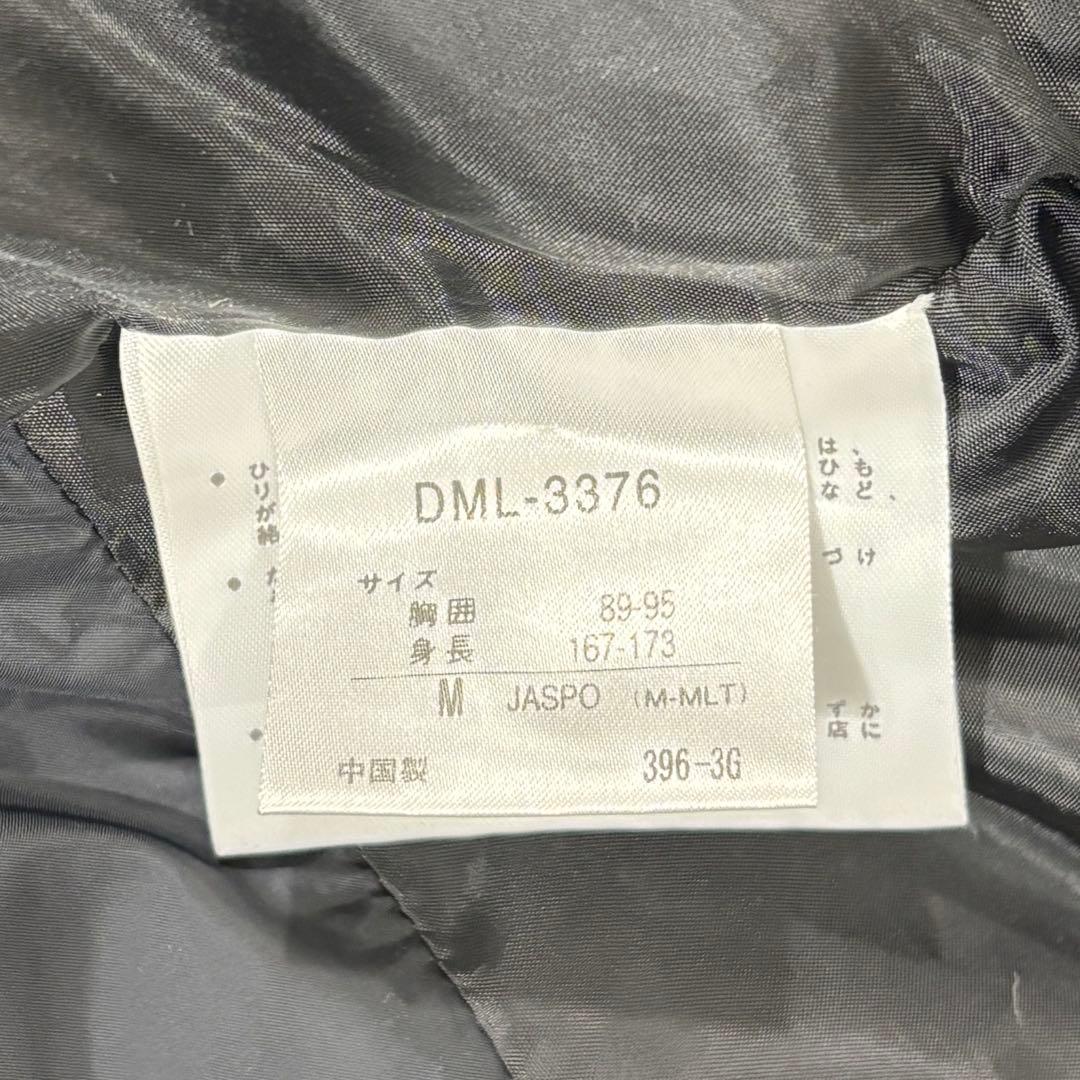 DML-3376
サイズ
胸囲 89-95
身長 167-173
M JASPO (M-MLT)
中国製 396-3G
、もど、け
はひな づ
かに
ず店
・ひ
りが